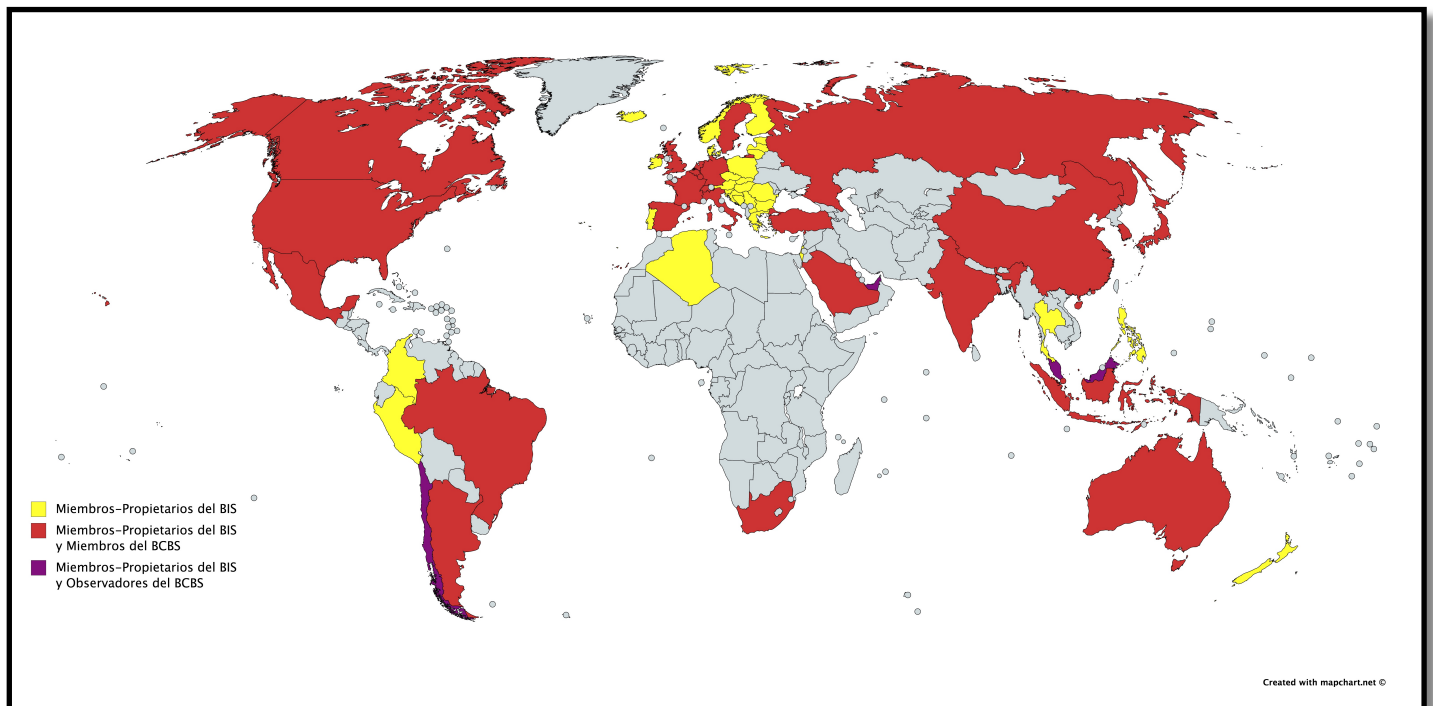 Miembros-Propietarios del BIS
Miembros-Propietarios del BIS
y Miembros del BCBS
Miembros-Propietarios del BIS
y Observadores del BCBS
Created with mapchart.net ©